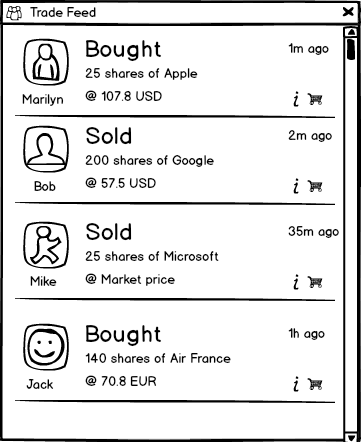 Trade Feed
Bought 1m ago
25 shares of Apple
@ 107.8 USD
Marilyn
Sold 2m ago
200 shares of Google
@ 57.5 USD
Bob
Sold 35m ago
25 shares of Microsoft
@ Market price
Mike
Bought 1h ago
140 shares of Air France
@ 70.8 EUR
Jack